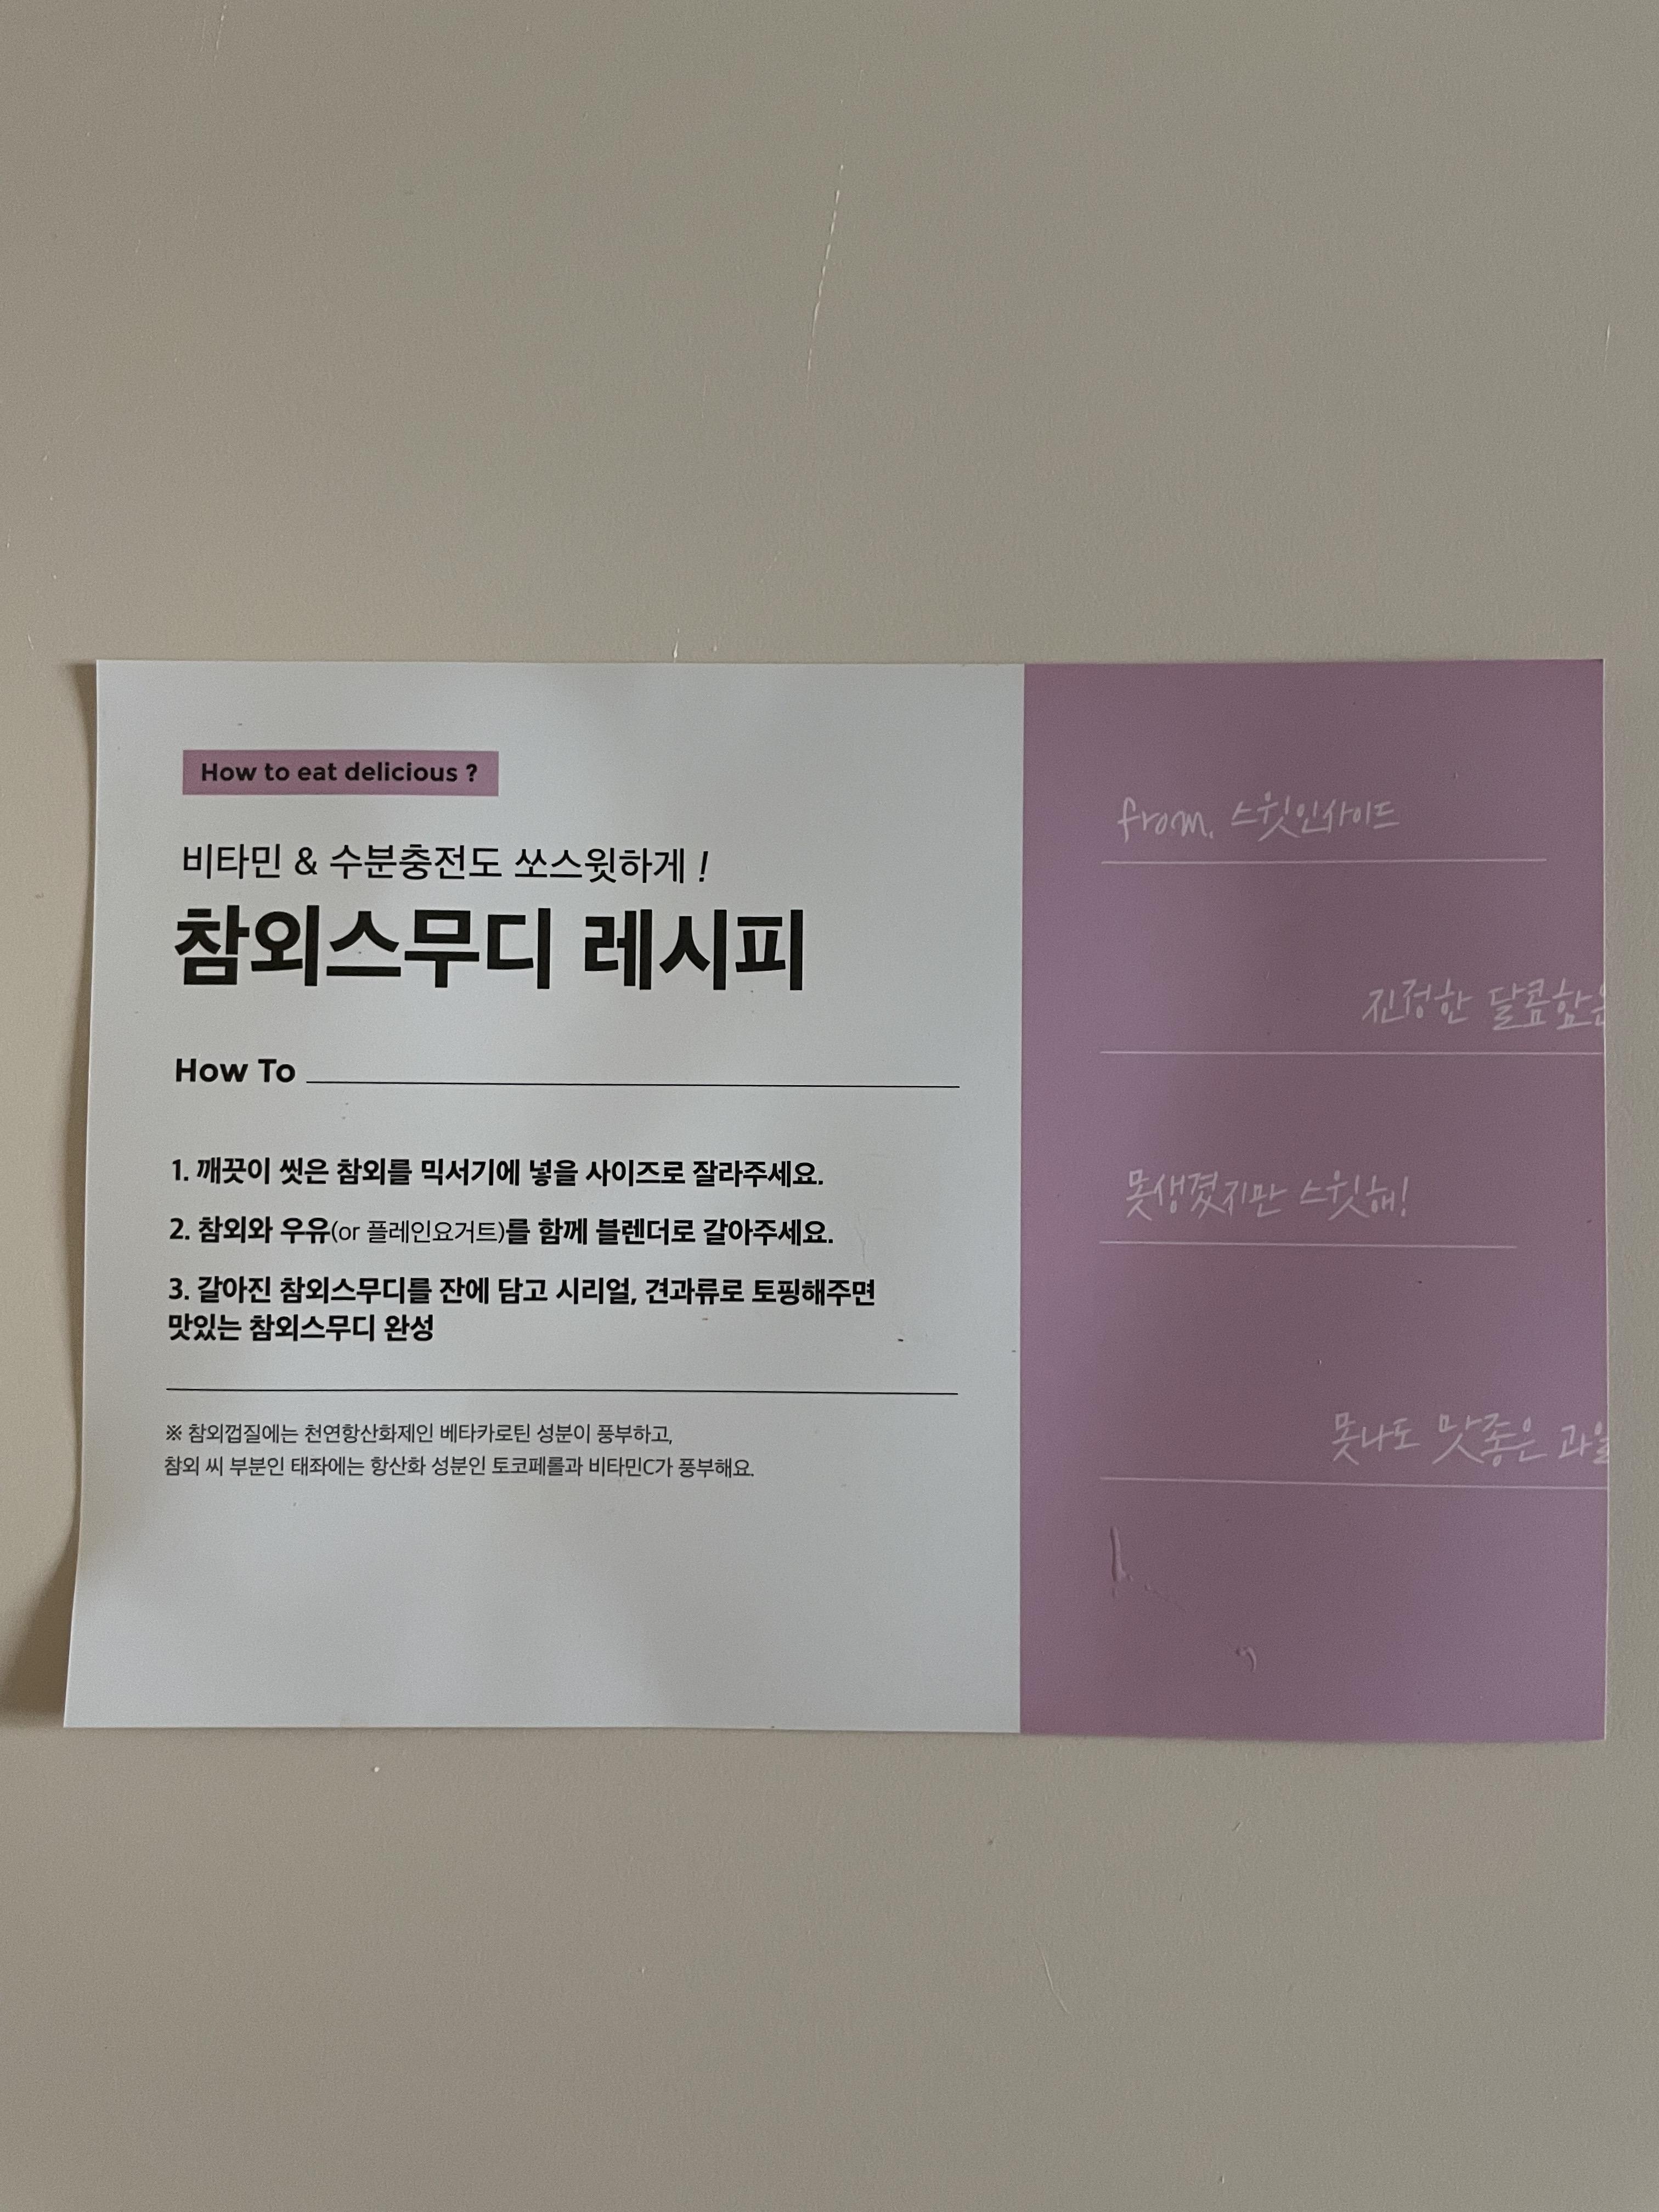 How to eat delicious ?
비타민 & 수분충전도 쏘스윗하게 !
참외스무디 레시피
How To
1. 깨끗이 씻은 참외를 믹서기에 넣을 사이즈로 잘라주세요.
2. 참외와 우유(or 플레인요거트)를 함께 블렌더로 갈아주세요.
3. 갈아진 참외스무디를 잔에 담고 시리얼, 견과류로 토핑해주면
맛있는 참외스무디 완성
※ 참외껍질에는 천연항산화제인 베타카로틴 성분이 풍부하고,
참외 씨 부분인 태좌에는 항산화 성분인 토코페롤과 비타민C가 풍부해요.
from. 스윗인사이드
진정한 달콤함은
못생겼지만 스윗해!
못나도 맛좋은 과일